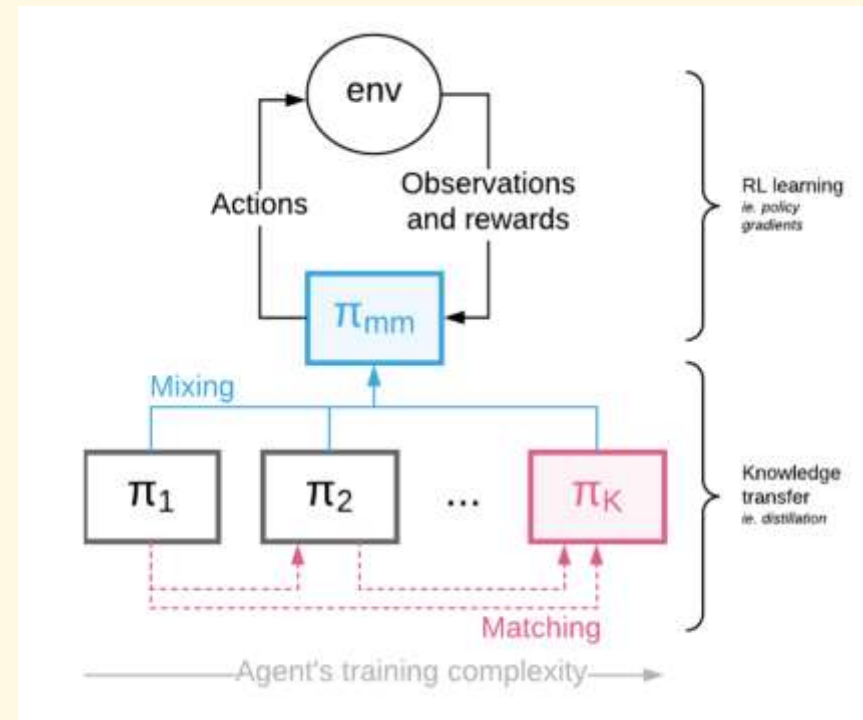 env
Actions
Observations
and rewards
RL learning
ie. policy
gradients
πmm
Mixing
π1
π2
...
πK
Knowledge
transfer
ie. distillation
Matching
Agent's training complexity